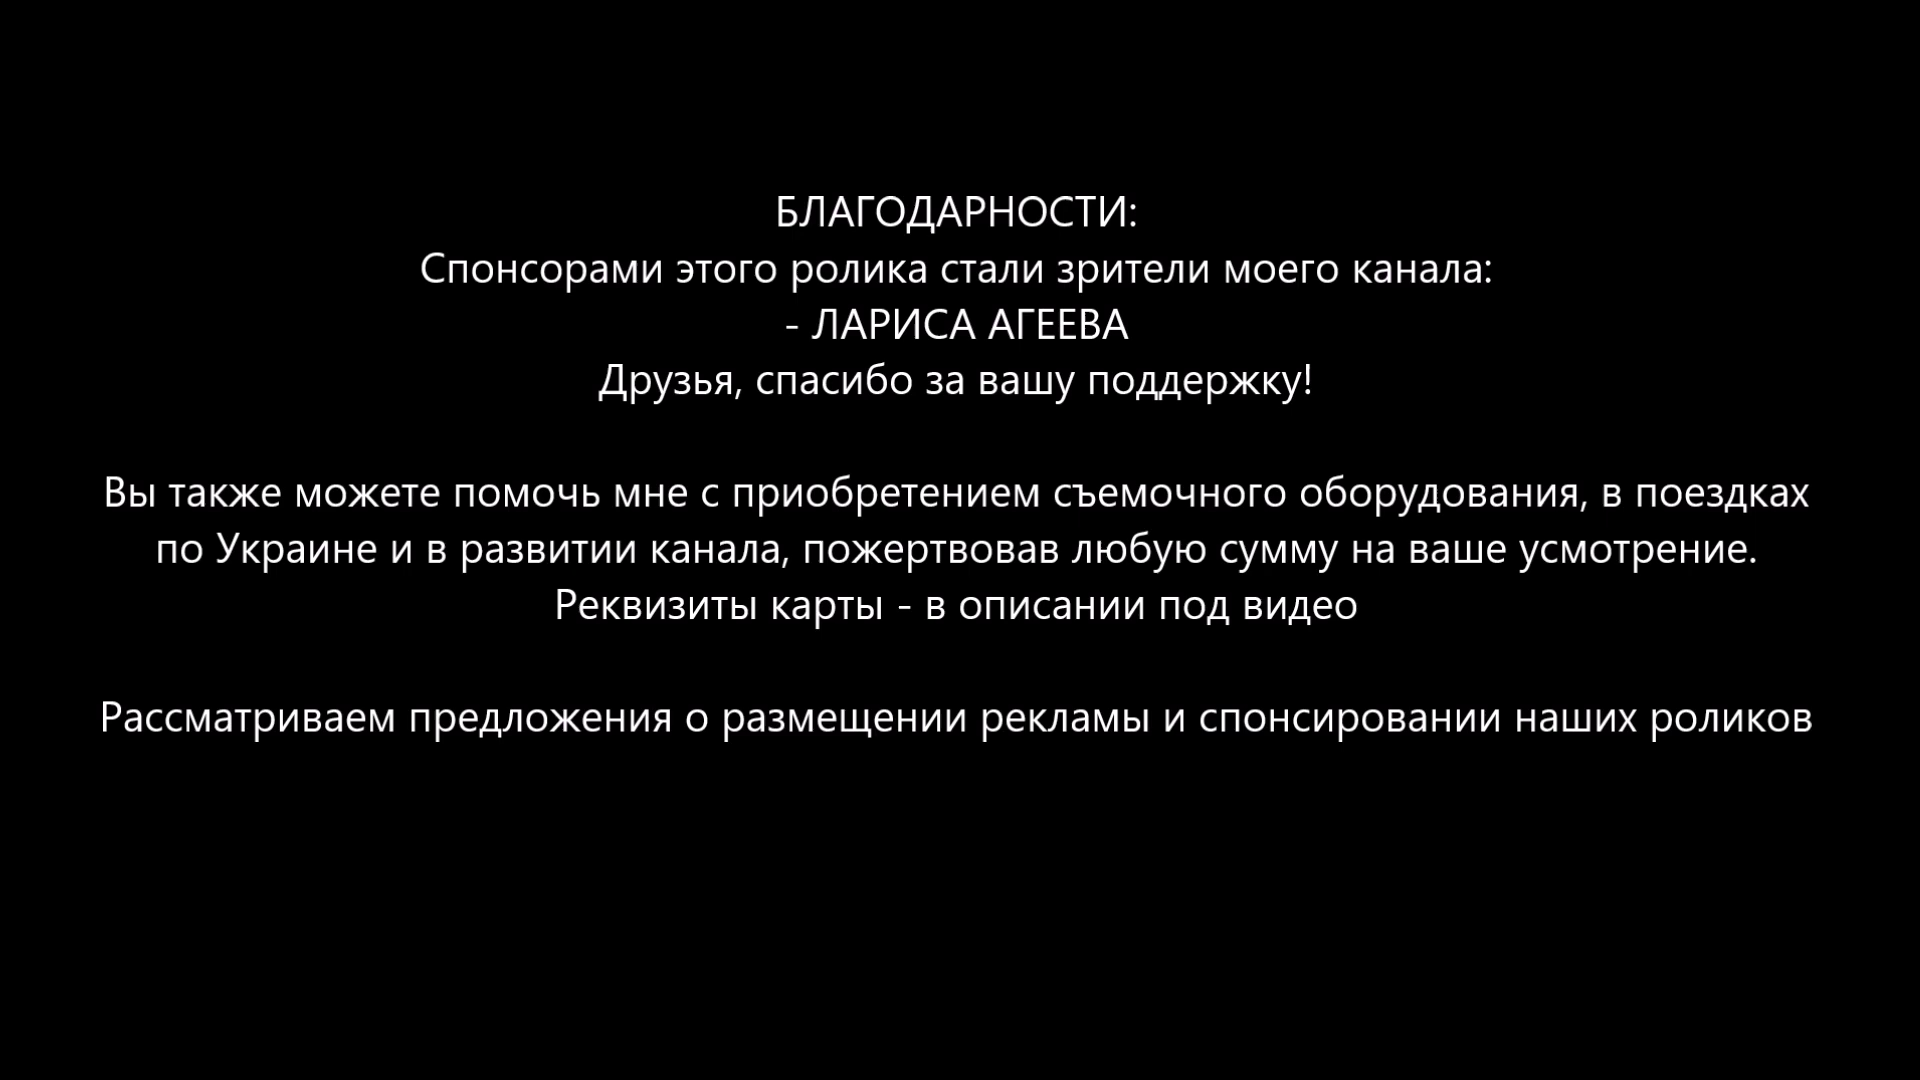 БЛАГОДАРНОСТИ:
Спонсорами этого ролика стали зрители моего канала:
- ЛАРИСА АГЕЕВА
Друзья, спасибо за вашу поддержку!
Вы также можете помочь мне с приобретением съемочного оборудования, в поездках
по Украине и в развитии канала, пожертвовав любую сумму на ваше усмотрение.
Реквизиты карты - в описании под видео
Рассматриваем предложения о размещении рекламы и спонсировании наших роликов